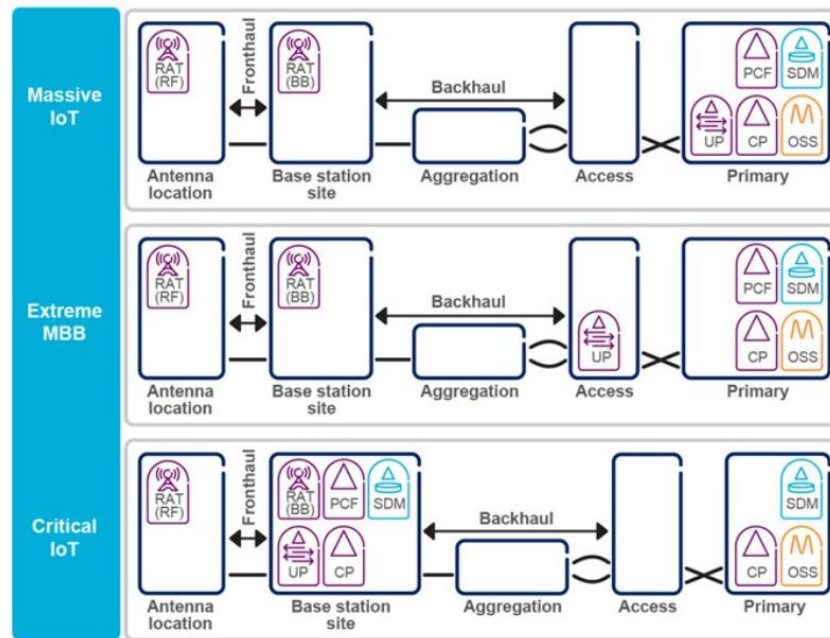 Massive
IoT
Fronthaul
RAT
(RF)
RAT
(BB)
Backhaul
PCF
SDM
UP
CP
OSS
Antenna
location
Base station
site
Aggregation
Access
Primary
Extreme
MBB
Fronthaul
RAT
(RF)
RAT
(BB)
Backhaul
UP
PCF
SDM
CP
OSS
Antenna
location
Base station
site
Aggregation
Access
Primary
Critical
IoT
Fronthaul
RAT
(RF)
RAT
(BB)
PCF
SDM
UP
CP
Backhaul
SDM
CP
OSS
Antenna
location
Base station
site
Aggregation
Access
Primary